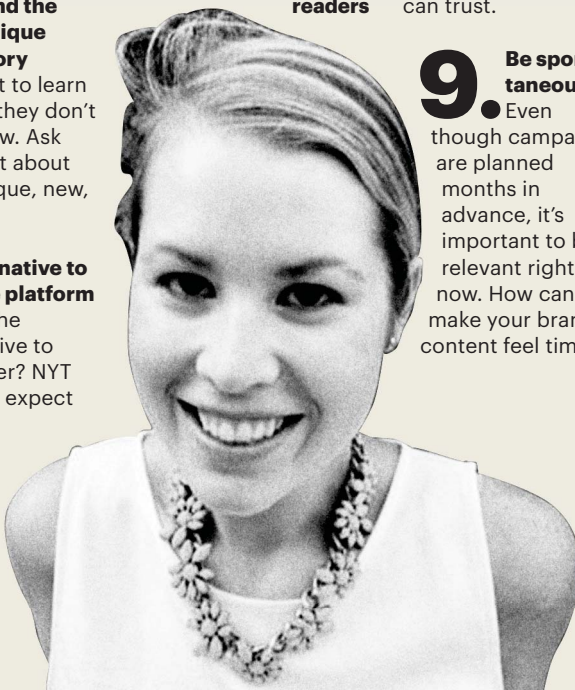 nd the
ique
ory
t to learn
they don't
w. Ask
t about
que, new,
native to
platform
ne
ive to
er? NYT
expect
readers
can trust.
9. Be spo
taneou
Even
though campa
are planned
months in
advance, it's
important to
relevant right
now. How can
make your bran
content feel tim